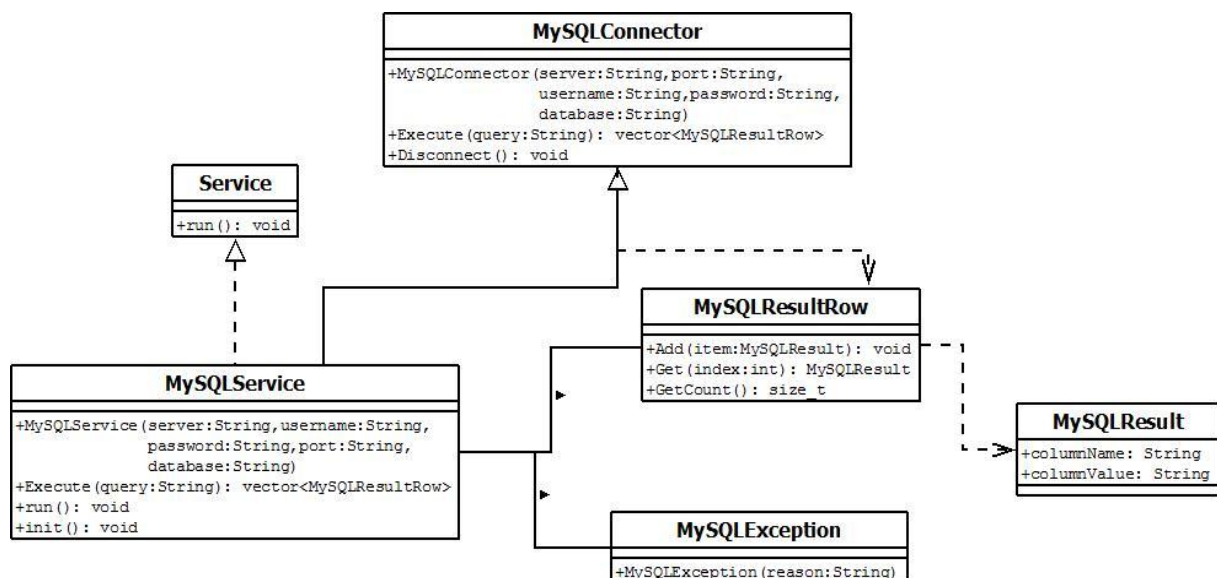 MySQLConnector
+MySQLConnector(server:String,port:String,
username:String,password:String,
database:String)
+Execute(query:String): vector<MySQLResultRow>
+Disconnect(): void
Service
+run(): void
MySQLResultRow
+Add(item:MySQLResult): void
+Get(index:int): MySQLResult
+GetCount(): size_t
MySQLService
+MySQLService(server:String,username:String,
password:String,port:String,
database:String)
+Execute(query:String): vector<MySQLResultRow>
+run(): void
+init(): void
MySQLResult
+columnName: String
+columnValue: String
MySQLException
+MySQLException(reason:String)